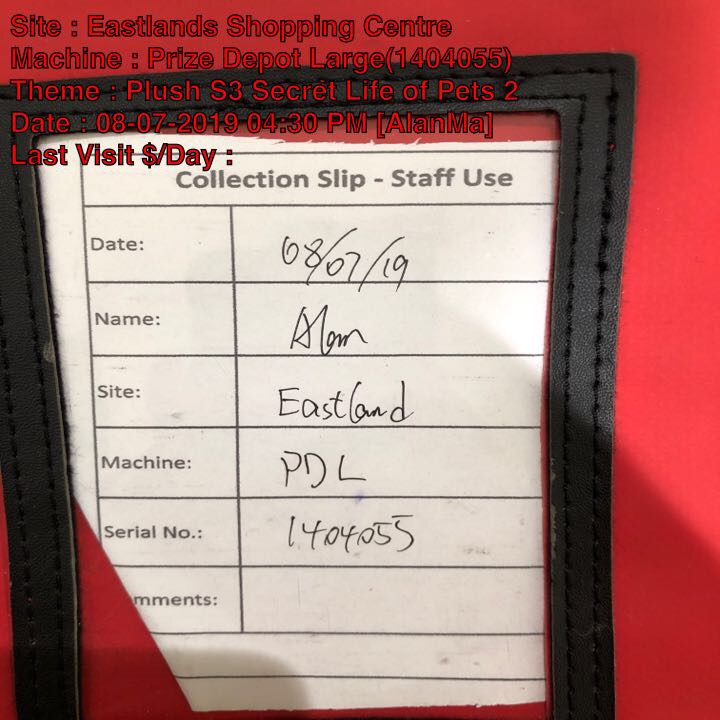 Site : Eastlands Shopping Centre
Machine : Prize Depot Large(1404055)
Theme : Plush S3 Secret Life of Pets 2
Date : 08-07-2019 04:30 PM [AlanMa]
Last Visit $/Day :
Collection Slip - Staff Use
Date: 08/07/19
Name: Alan
Site: Eastland
Machine: PDL
Serial No.: 1404055
mments: